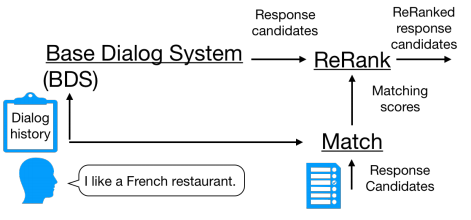 Response
candidates
ReRanked
response
candidates
Base Dialog System
(BDS)
ReRank
Matching
scores
Dialog
history
Match
I like a French restaurant.
Response
Candidates